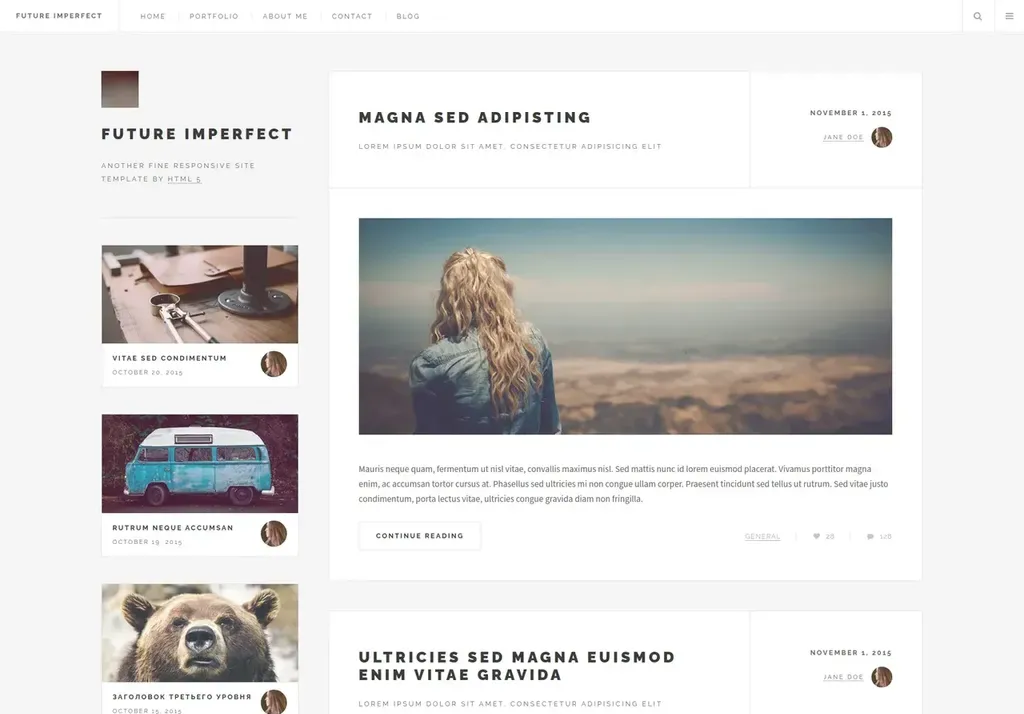 FUTURE IMPERFECT
HOME PORTFOLIO ABOUT ME CONTACT BLOG
FUTURE IMPERFECT
ANOTHER FINE RESPONSIVE SITE
TEMPLATE BY HTML 5
VITAE SED CONDIMENTUM
OCTOBER 20, 2015
RUTRUM NEQUE ACCUMSAN
OCTOBER 19, 2015
ЗАГОЛОВОК ТРЕТЬЕГО УРОВНЯ
OCTOBER 15, 2015
MAGNA SED ADIPISTING
LOREM IPSUM DOLOR SIT AMET, CONSECTETUR ADIPISICING ELIT
NOVEMBER 1, 2015
JANE DOE
Mauris neque quam, fermentum ut nisl vitae, convallis maximus nisl. Sed mattis nunc id lorem euismod placerat. Vivamus porttitor magna
enim, ac accumsan tortor cursus at. Phasellus sed ultricies mi non congue ullam corper. Praesent tincidunt sed tellus ut rutrum. Sed vitae justo
condimentum, porta lectus vitae, ultricies congue gravida diam non fringilla.
CONTINUE READING
GENERAL 28 128
ULTRICIES SED MAGNA EUISMOD
ENIM VITAE GRAVIDA
LOREM IPSUM DOLOR SIT AMET, CONSECTETUR ADIPISICING ELIT
NOVEMBER 1, 2015
JANE DOE